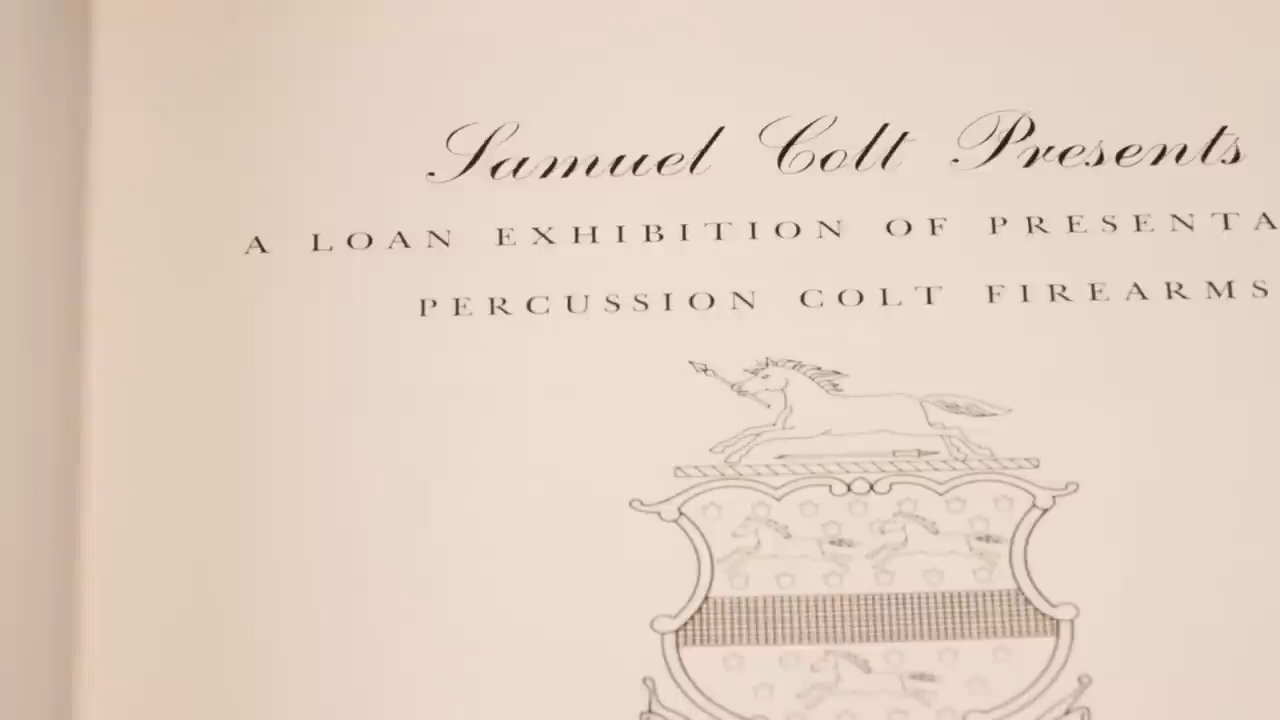 Samuel Colt Presents
A LOAN EXHIBITION OF PRESENTA
PERCUSSION COLT FIREARMS